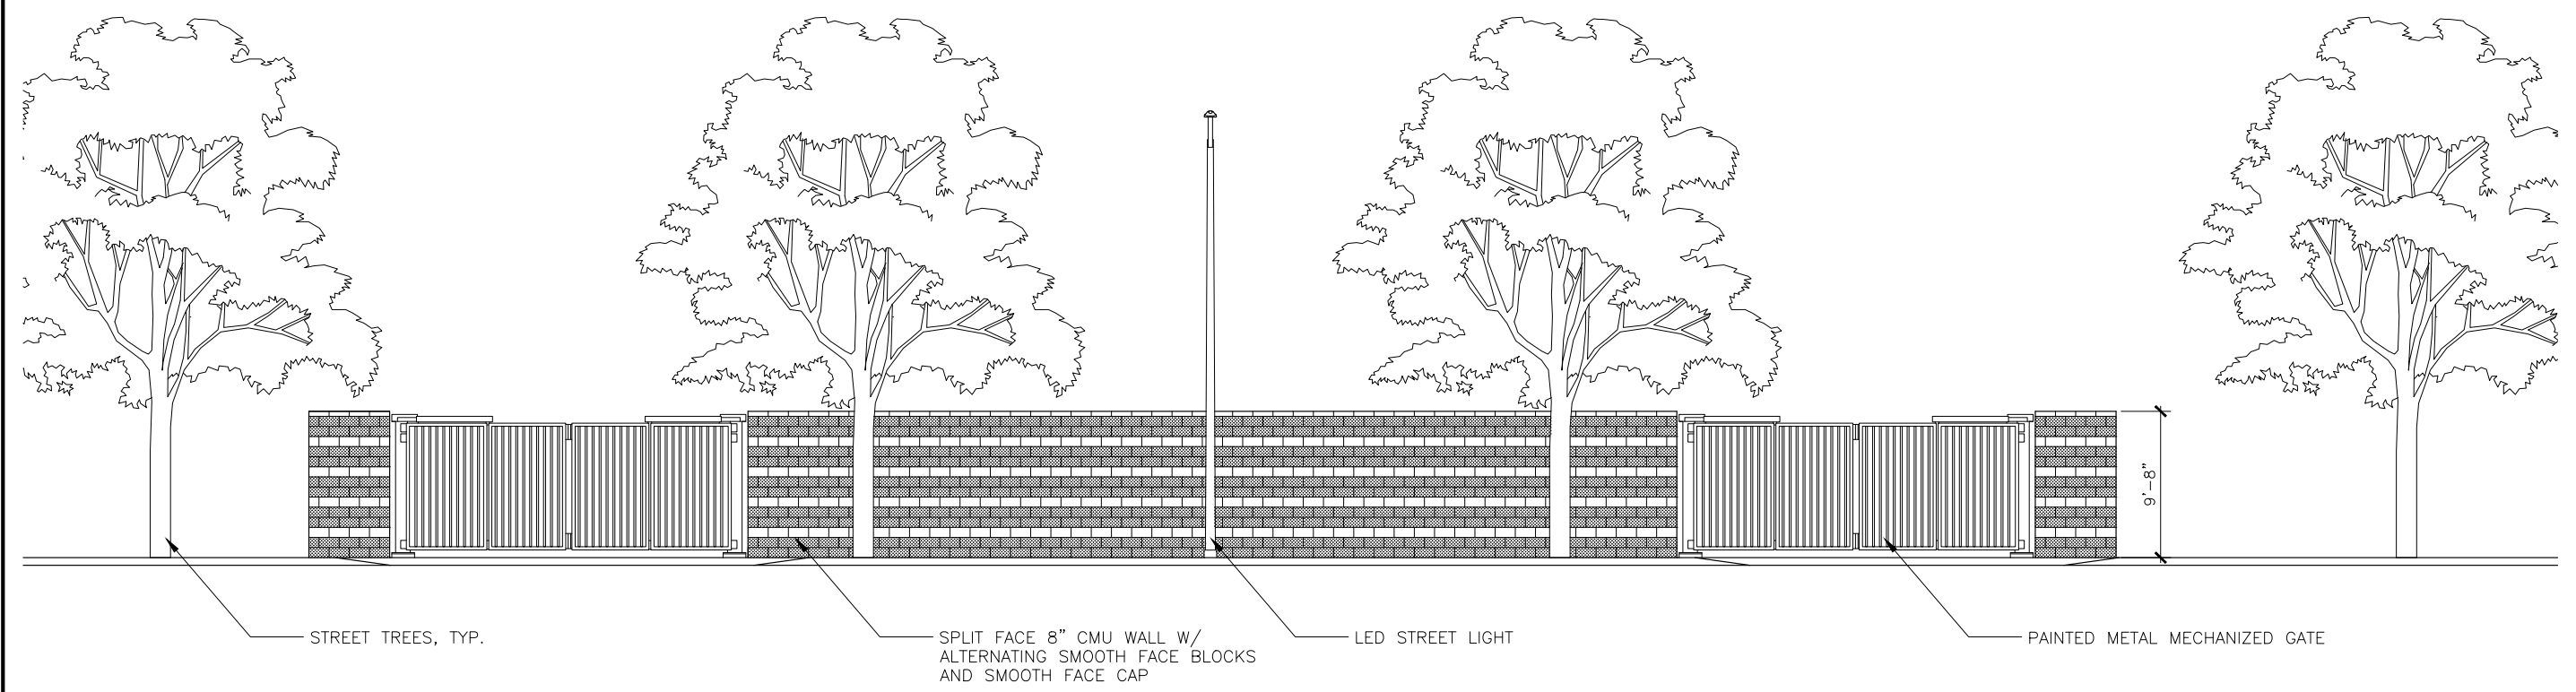 9'-8"
STREET TREES, TYP.
SPLIT FACE 8" CMU WALL W/
ALTERNATING SMOOTH FACE BLOCKS
AND SMOOTH FACE CAP
LED STREET LIGHT
PAINTED METAL MECHANIZED GATE